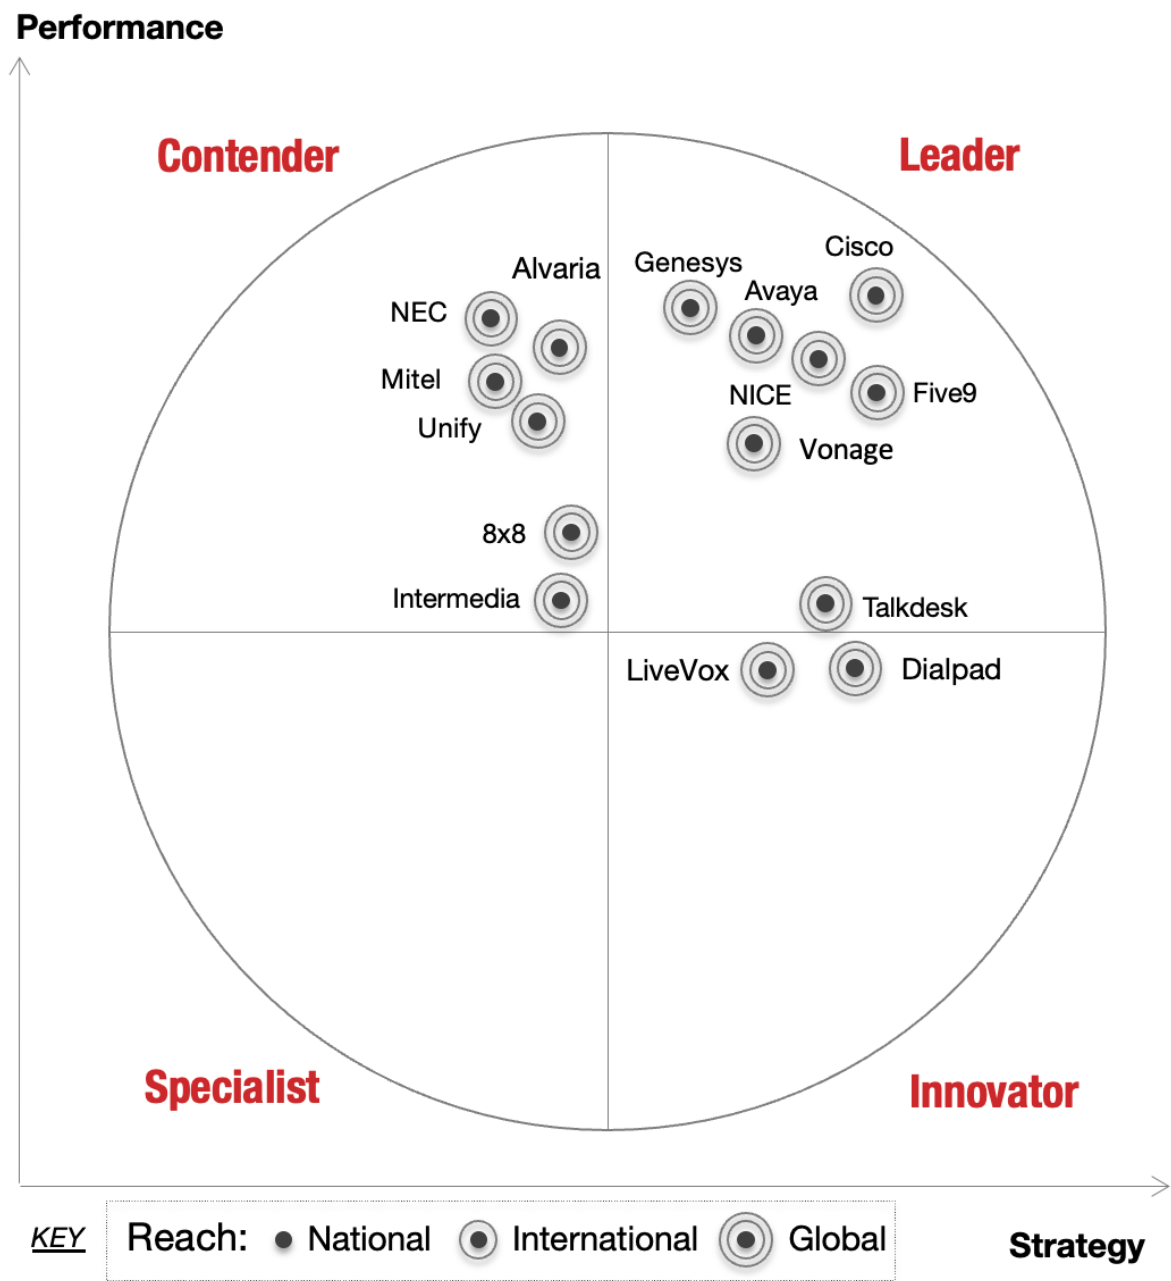 Performance
Contender
Leader
Cisco
Genesys
Alvaria
Avaya
NEC
Mitel
NICE
Five9
Unify
Vonage
8x8
Intermedia
Talkdesk
LiveVox
Dialpad
Specialist
Innovator
KEY
Reach: National International Global
Strategy